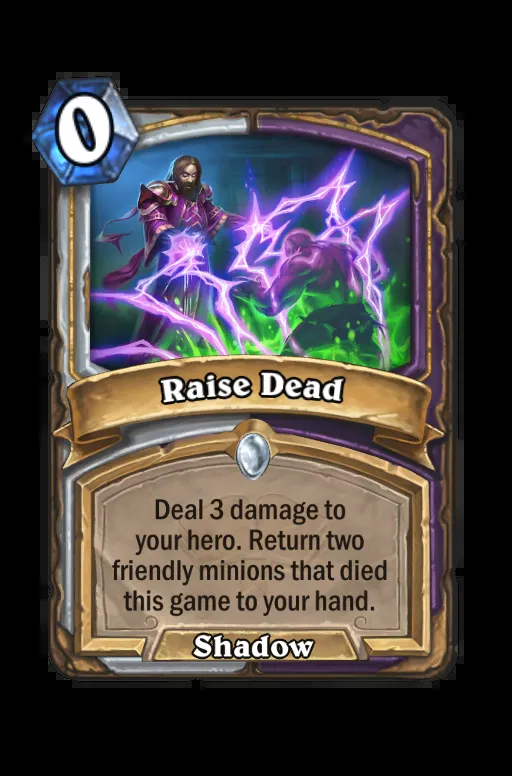 0
Raise Dead
Deal 3 damage to
your hero. Return two
friendly minions that died
this game to your hand.
Shadow